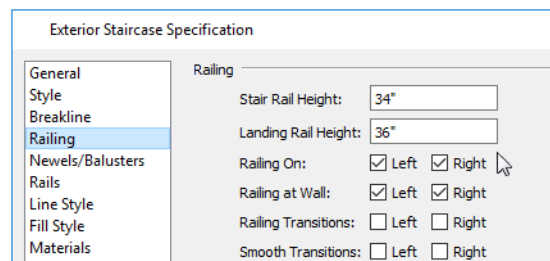 Exterior Staircase Specification
General
Style
Breakline
Railing
Newels/Balusters
Rails
Line Style
Fill Style
Materials
Railing
Stair Rail Height: 34"
Landing Rail Height: 36"
Railing On: Left Right
Railing at Wall: Left Right
Railing Transitions: Left Right
Smooth Transitions: Left Right